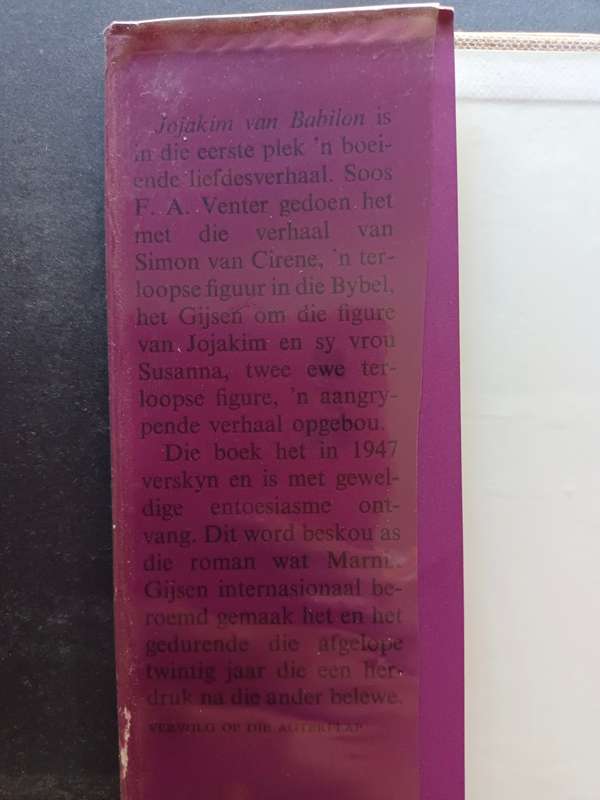 Jojakim van Babilon is
in die eerste plek 'n boei-
ende liefdesverhaal. Soos
F. A. Venter gedoen het
met die verhaal van
Simon van Cirene, 'n ter-
loopse figuur in die Bybel,
het Gijsen om die figure
van Jojakim en sy vrou
Susanna, twee ewe ter-
loopse figure, 'n aangry-
pende verhaal opgebou.
Die boek het in 1947
verskyn en is met gewel-
dige entoesiasme ont-
vang. Dit word beskou as
die roman wat Marnix
Gijsen internasionaal be-
roemd gemaak het en het
gedurende die afgelope
twintig jaar die een her-
druk na die ander belewe.
VERVOLG OP DIE AGTERFLAP